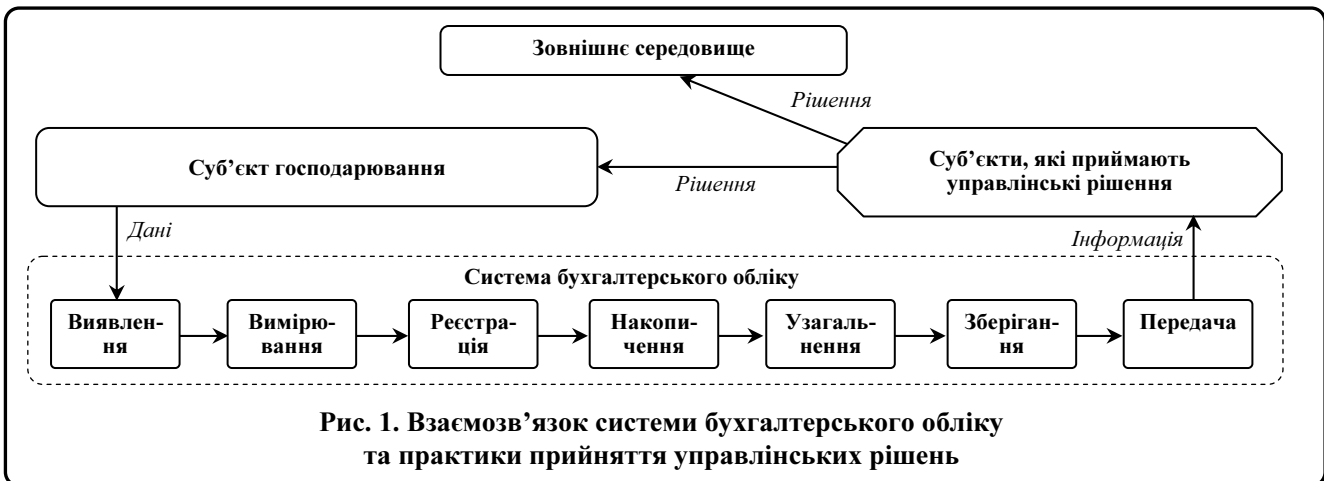 Зовнішнє середовище
Рішення
Суб’єкт господарювання
Рішення
Суб’єкти, які приймають
управлінські рішення
Дані
Інформація
Система бухгалтерського обліку
Виявлен-
ня
Вимірю-
вання
Реєстра-
ція
Накопи-
чення
Узагаль-
нення
Зберіган-
ня
Передача
Рис. 1. Взаємозв’язок системи бухгалтерського обліку
та практики прийняття управлінських рішень